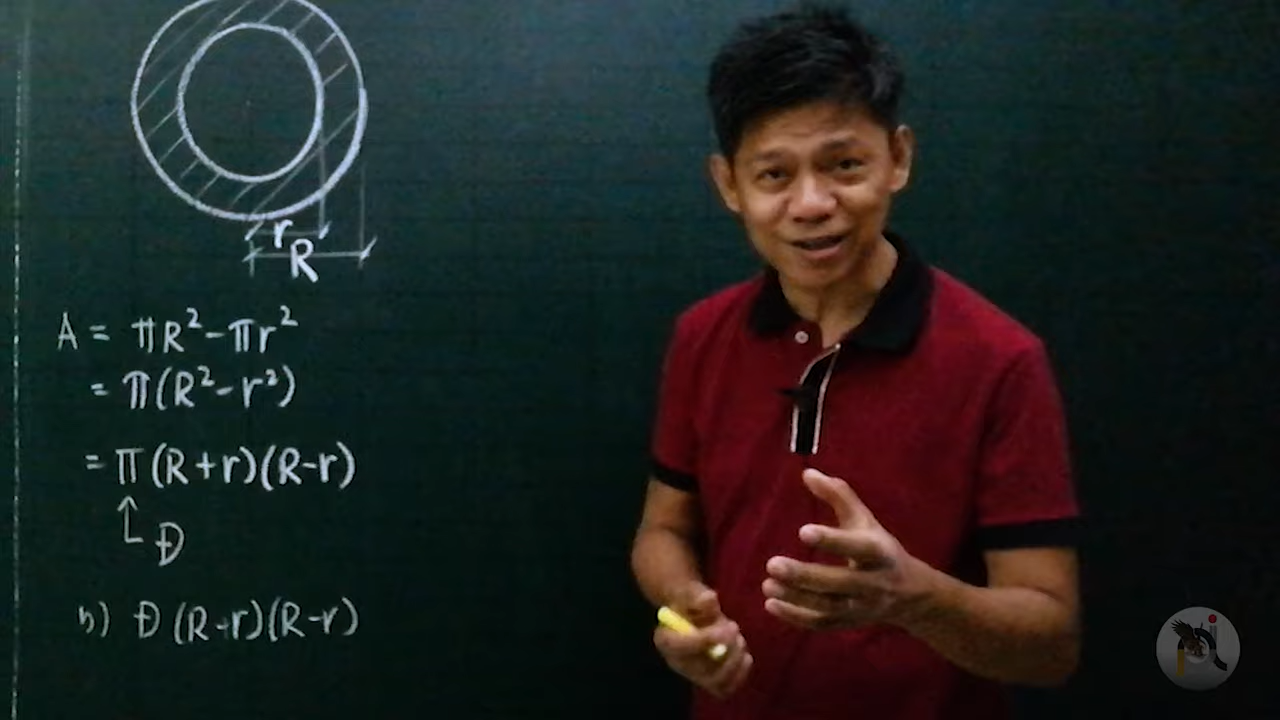 r
R
A = πR² - πr²
= π(R² - r²)
= π(R+r)(R-r)
Đ
b) Đ(R+r)(R-r)